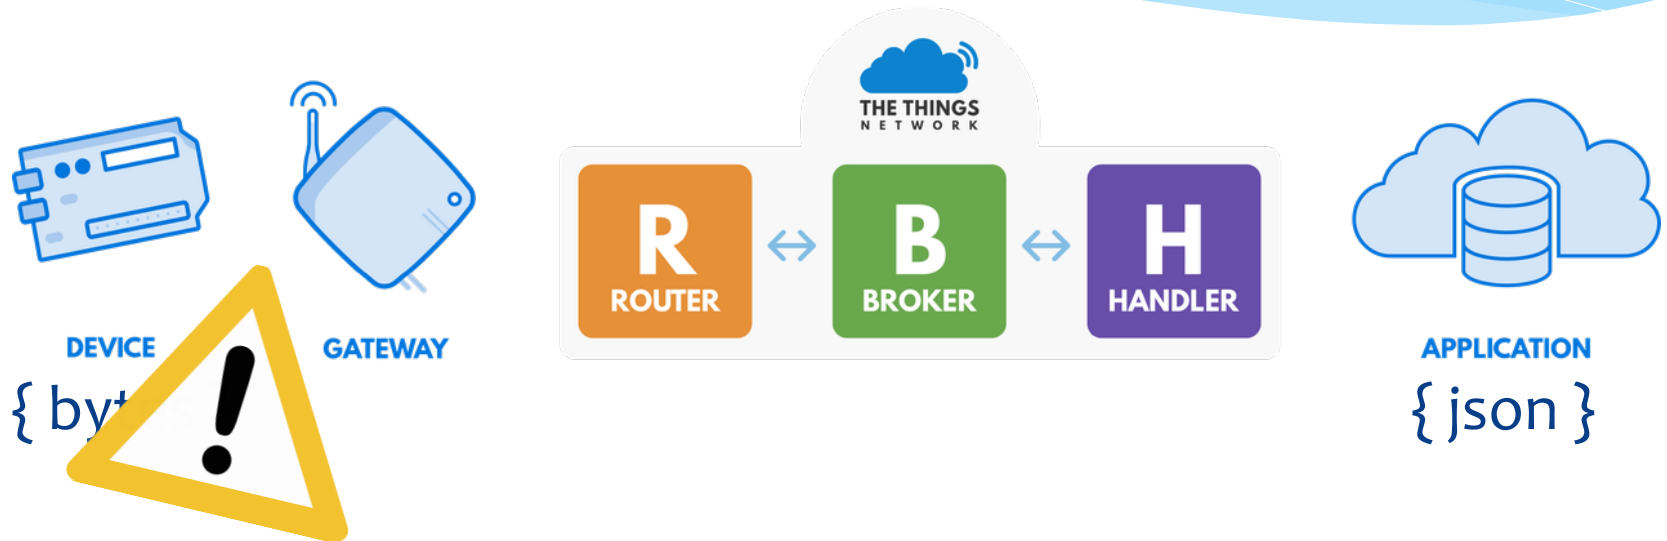 THE THINGS
NETWORK
R
ROUTER
B
BROKER
H
HANDLER
DEVICE
GATEWAY
APPLICATION
{
{ json }